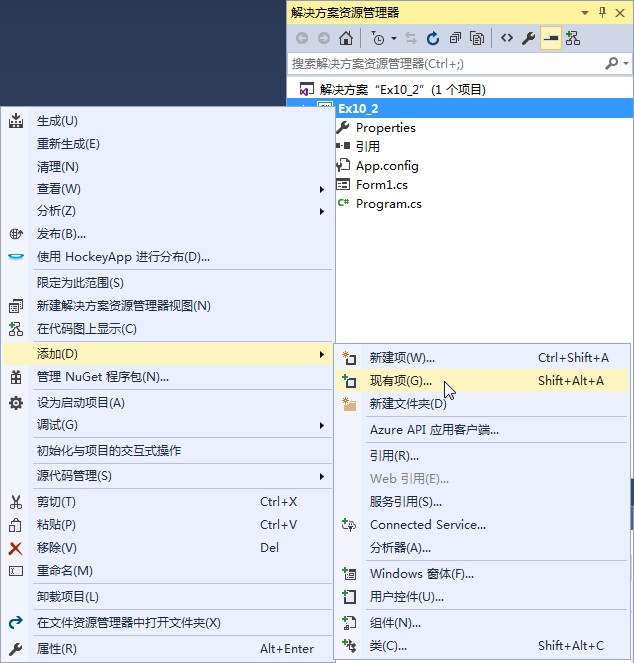 解决方案资源管理器
搜索解决方案资源管理器(Ctrl+;)
解决方案“Ex10_2”(1 个项目)
Ex10_2
Properties
引用
App.config
Form1.cs
C# Program.cs
生成(U)
重新生成(E)
清理(N)
查看(W)
分析(Z)
发布(B)...
使用 HockeyApp 进行分布(D)...
限定为此范围(S)
新建解决方案资源管理器视图(N)
在代码图上显示(C)
添加(D)
管理 NuGet 程序包(N)...
设为启动项目(A)
调试(G)
初始化与项目的交互式操作
源代码管理(S)
剪切(T) Ctrl+X
粘贴(P) Ctrl+V
移除(V) Del
重命名(M)
卸载项目(L)
在文件资源管理器中打开文件夹(X)
属性(R) Alt+Enter
新建项(W)... Ctrl+Shift+A
现有项(G)... Shift+Alt+A
新建文件夹(D)
Azure API 应用客户端...
引用(R)...
Web 引用(E)...
服务引用(S)...
Connected Service...
分析器(A)...
Windows 窗体(F)...
用户控件(U)...
组件(N)...
类(C)... Shift+Alt+C